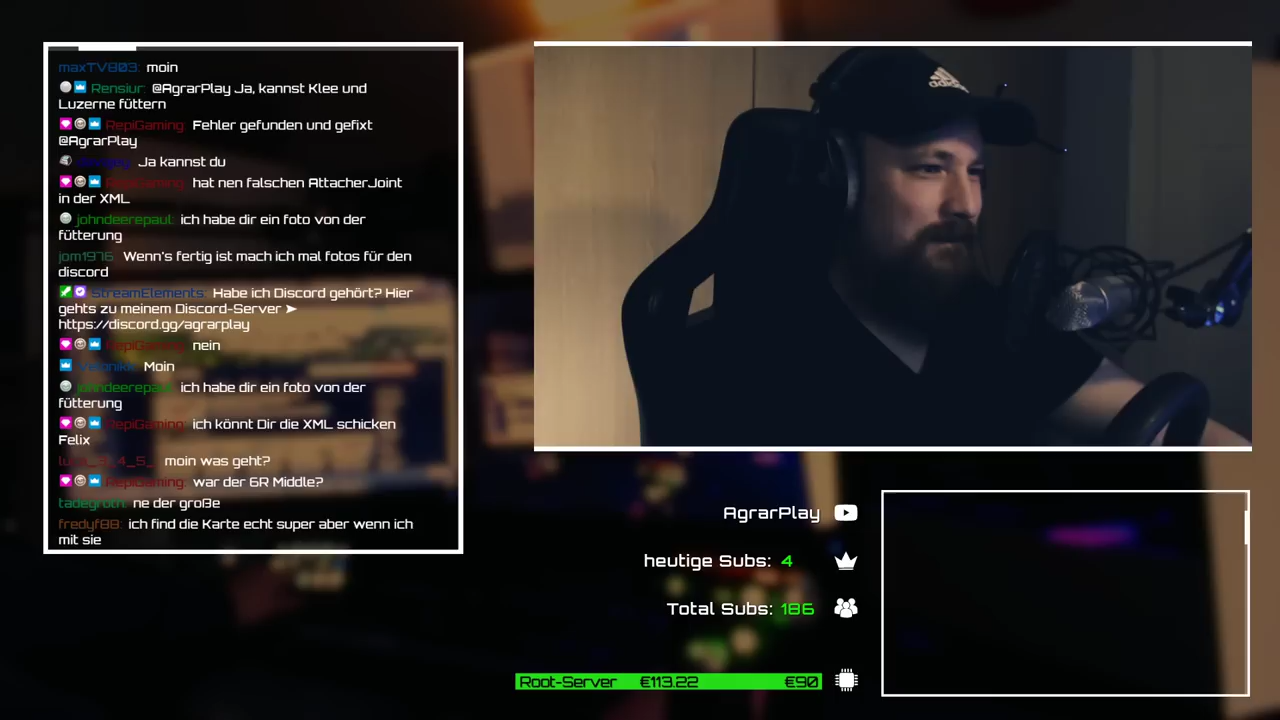 maxTV803: moin
Rensiur: @AgrarPlay Ja, kannst Klee und
Luzerne füttern
RepiGaming: Fehler gefunden und gefixt
@AgrarPlay
Ja kannst du
RepiGaming: hat nen falschen AttacherJoint
in der XML
johndeerepaul: ich habe dir ein foto von der
fütterung
jom1976: Wenn's fertig ist mach ich mal fotos für den
discord
StreamElements: Habe ich Discord gehört? Hier
gehts zu meinem Discord-Server ➤
https://discord.gg/agrarplay
RepiGaming: nein
Moin
johndeerepaul: ich habe dir ein foto von der
fütterung
RepiGaming: ich könnt Dir die XML schicken
Felix
moin was geht?
RepiGaming: war der 6R Middle?
tadegroth: ne der große
fredyf88: ich find die Karte echt super aber wenn ich
mit sie
adidas
AgrarPlay
heutige Subs: 4
Total Subs: 186
Root-Server €113.22 €90